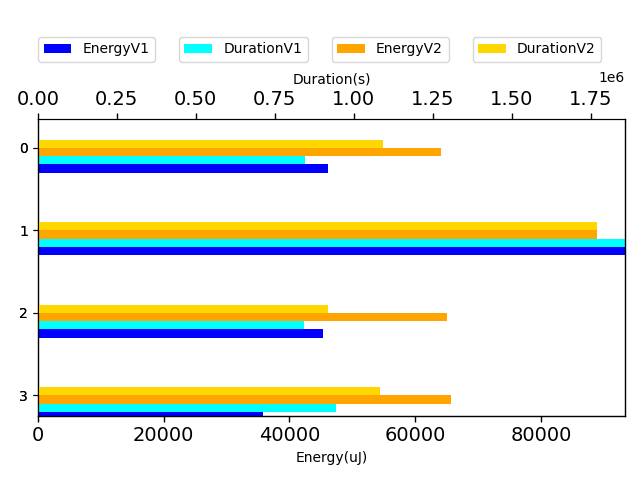 EnergyV1 DurationV1 EnergyV2 DurationV2
Duration(s)
1e6
0.00 0.25 0.50 0.75 1.00 1.25 1.50 1.75
0
1
2
3
0 20000 40000 60000 80000
Energy(uJ)